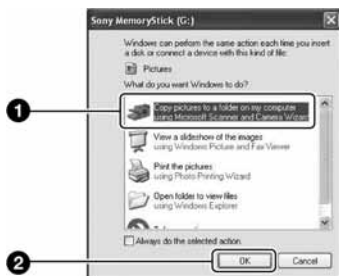 Sony MemoryStick (G:)
Windows can perform the same action each time you insert
a disk or connect a device with this kind of file:
Pictures
What do you want Windows to do?
1
Copy pictures to a folder on my computer
using Microsoft Scanner and Camera Wizard
View a slideshow of the images
using Windows Picture and Fax Viewer
Print the pictures
using Photo Printing Wizard
Open folder to view files
using Windows Explorer
Always do the selected action.
2
OK
Cancel